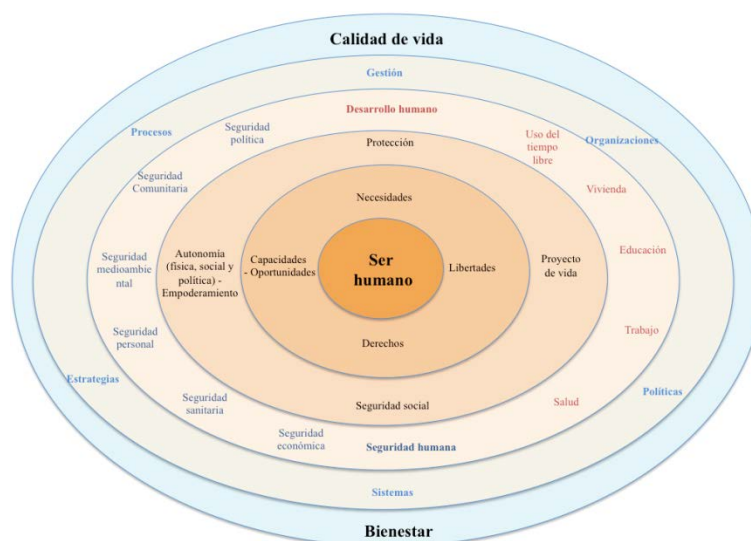 Calidad de vida
Gestión
Desarrollo humano
Procesos
Seguridad
política
Uso del
tiempo
libre
Organizaciones
Protección
Seguridad
Comunitaria
Vivienda
Necesidades
Seguridad
medioambie
ntal
Autonomía
(física, social y
política) -
Empoderamiento
Capacidades
- Oportunidades
Ser
humano
Libertades
Proyecto
de vida
Educación
Seguridad
personal
Derechos
Trabajo
Estrategias
Seguridad
sanitaria
Seguridad social
Salud
Políticas
Seguridad
económica
Seguridad humana
Sistemas
Bienestar